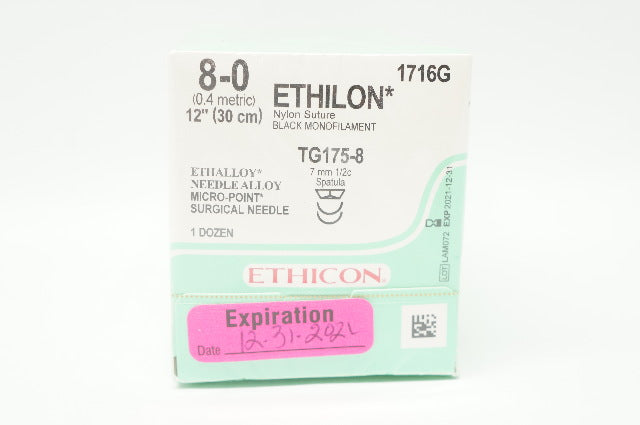 8-0
(0.4 metric)
12" (30 cm)
ETHILON*
Nylon Suture
BLACK MONOFILAMENT
1716G
TG175-8
7 mm 1/2c
Spatula
ETHALLOY*
NEEDLE ALLOY
MICRO-POINT*
SURGICAL NEEDLE
1 DOZEN
LOT LAM072 EXP 2021-12-31
ETHICON
Expiration
Date 12-31-2021